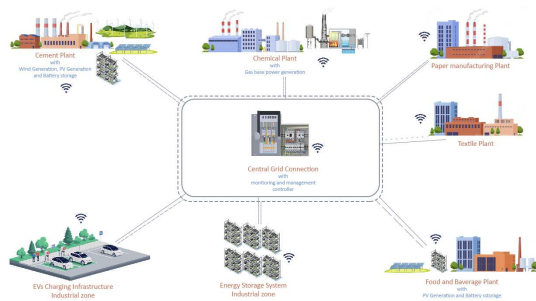 Cement Plant
with
Wind Generation, PV Generation
and Battery storage
Chemical Plant
with
Gas base power generation
Paper manufacturing Plant
Central Grid Connection
with
monitoring and management
controller
Textile Plant
EVs Charging Infrastructure
Industrial zone
Energy Storage System
Industrial zone
Food and Baverage Plant
with
PV Generation and Battery sstorage